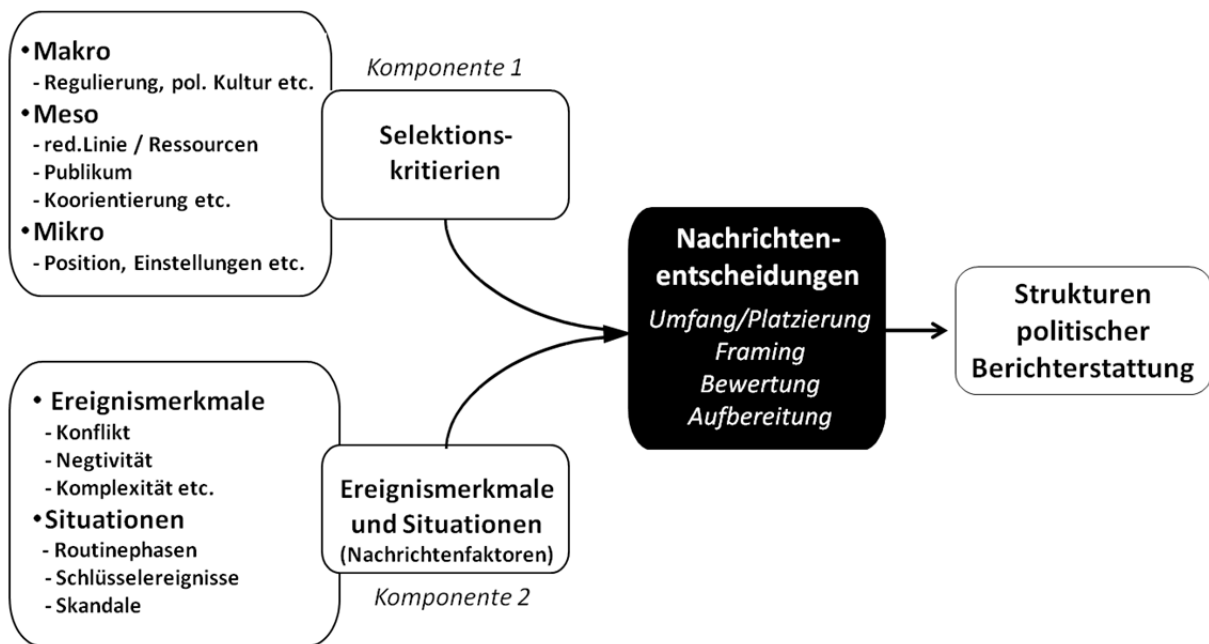 •Makro
- Regulierung, pol. Kultur etc.
•Meso
- red.Linie / Ressourcen
- Publikum
- Koorientierung etc.
•Mikro
- Position, Einstellungen etc.
Komponente 1
Selektions-
kritierien
• Ereignismerkmale
- Konflikt
- Negtivität
- Komplexität etc.
•Situationen
- Routinephasen
- Schlüsselereignisse
- Skandale
Ereignismerkmale
und Situationen
(Nachrichtenfaktoren)
Komponente 2
Nachrichten-
entscheidungen
Umfang/Platzierung
Framing
Bewertung
Aufbereitung
Strukturen
politischer
Berichterstattung